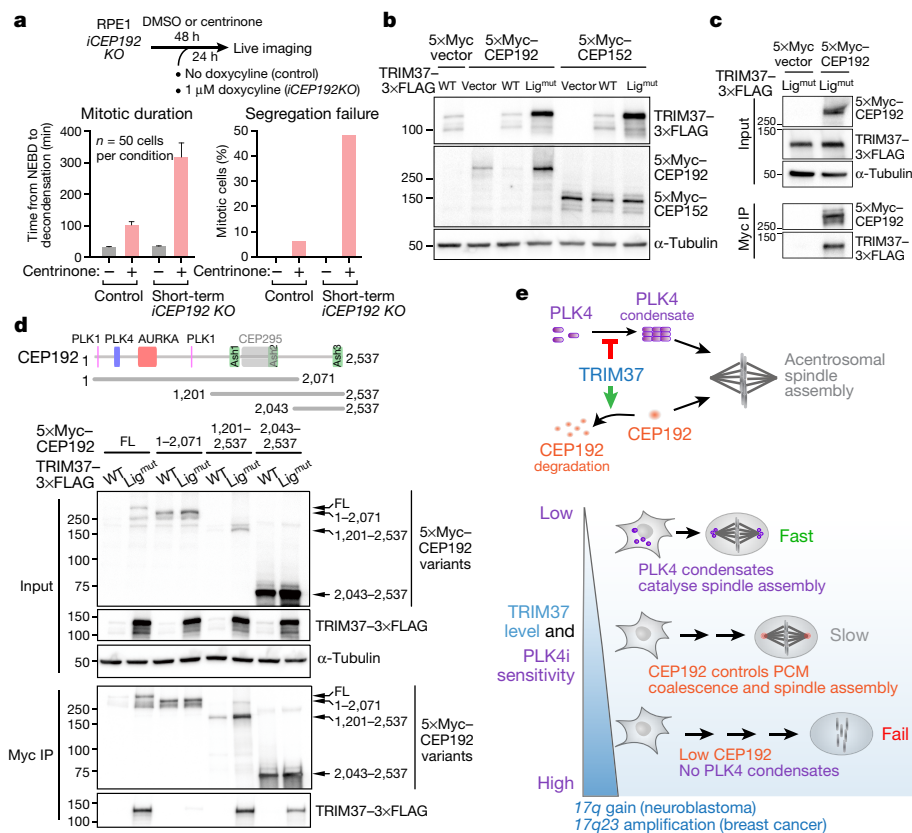 a
RPE1
iCEP192
KO
DMSO or centrinone
48 h
24 h
Live imaging
• No doxycycline (control)
• 1 µM doxycycline (iCEP192KO)
Mitotic duration
Time from NEBD to
decondensation (min)
400
300
200
100
0
n = 50 cells
per condition
Centrinone: – + – +
Control
Short-term
iCEP192 KO
Segregation failure
Mitotic cells (%)
50
40
30
20
10
0
Centrinone: – + – +
Control
Short-term
iCEP192 KO
b
5×Myc vector
5×Myc–CEP192
5×Myc–CEP152
TRIM37–3×FLAG
WT Vector WT Ligmut Vector WT Ligmut
100
TRIM37–3×FLAG
250
150
5×Myc–CEP192
5×Myc–CEP152
50
α-Tubulin
c
5×Myc vector
5×Myc–CEP192
TRIM37–3×FLAG
Ligmut Ligmut
Input
250
5×Myc–CEP192
150
TRIM37–3×FLAG
50
α-Tubulin
Myc IP
250
5×Myc–CEP192
150
TRIM37–3×FLAG
d
PLK1 PLK4 AURKA PLK1 CEP295
CEP192 1 Ash1 Ash2 Ash3 2,537
1 2,071
1,201 2,537
2,043 2,537
5×Myc–CEP192
FL 1–2,071 1,201–2,537 2,043–2,537
TRIM37–3×FLAG
WT Ligmut WT Ligmut WT Ligmut WT Ligmut
Input
250
150
100
75
50
FL
1–2,071
1,201–2,537
2,043–2,537
5×Myc–CEP192 variants
150
100
TRIM37–3×FLAG
50
α-Tubulin
Myc IP
250
150
100
75
50
FL
1–2,071
1,201–2,537
2,043–2,537
5×Myc–CEP192 variants
150
100
TRIM37–3×FLAG
e
PLK4
PLK4 condensate
TRIM37
Acentrosomal
spindle
assembly
CEP192
degradation
CEP192
Low
TRIM37
level and
PLK4i
sensitivity
High
Fast
PLK4 condensates
catalyse spindle assembly
Slow
CEP192 controls PCM
coalescence and spindle assembly
Fail
Low CEP192
No PLK4 condensates
17q gain (neuroblastoma)
17q23 amplification (breast cancer)